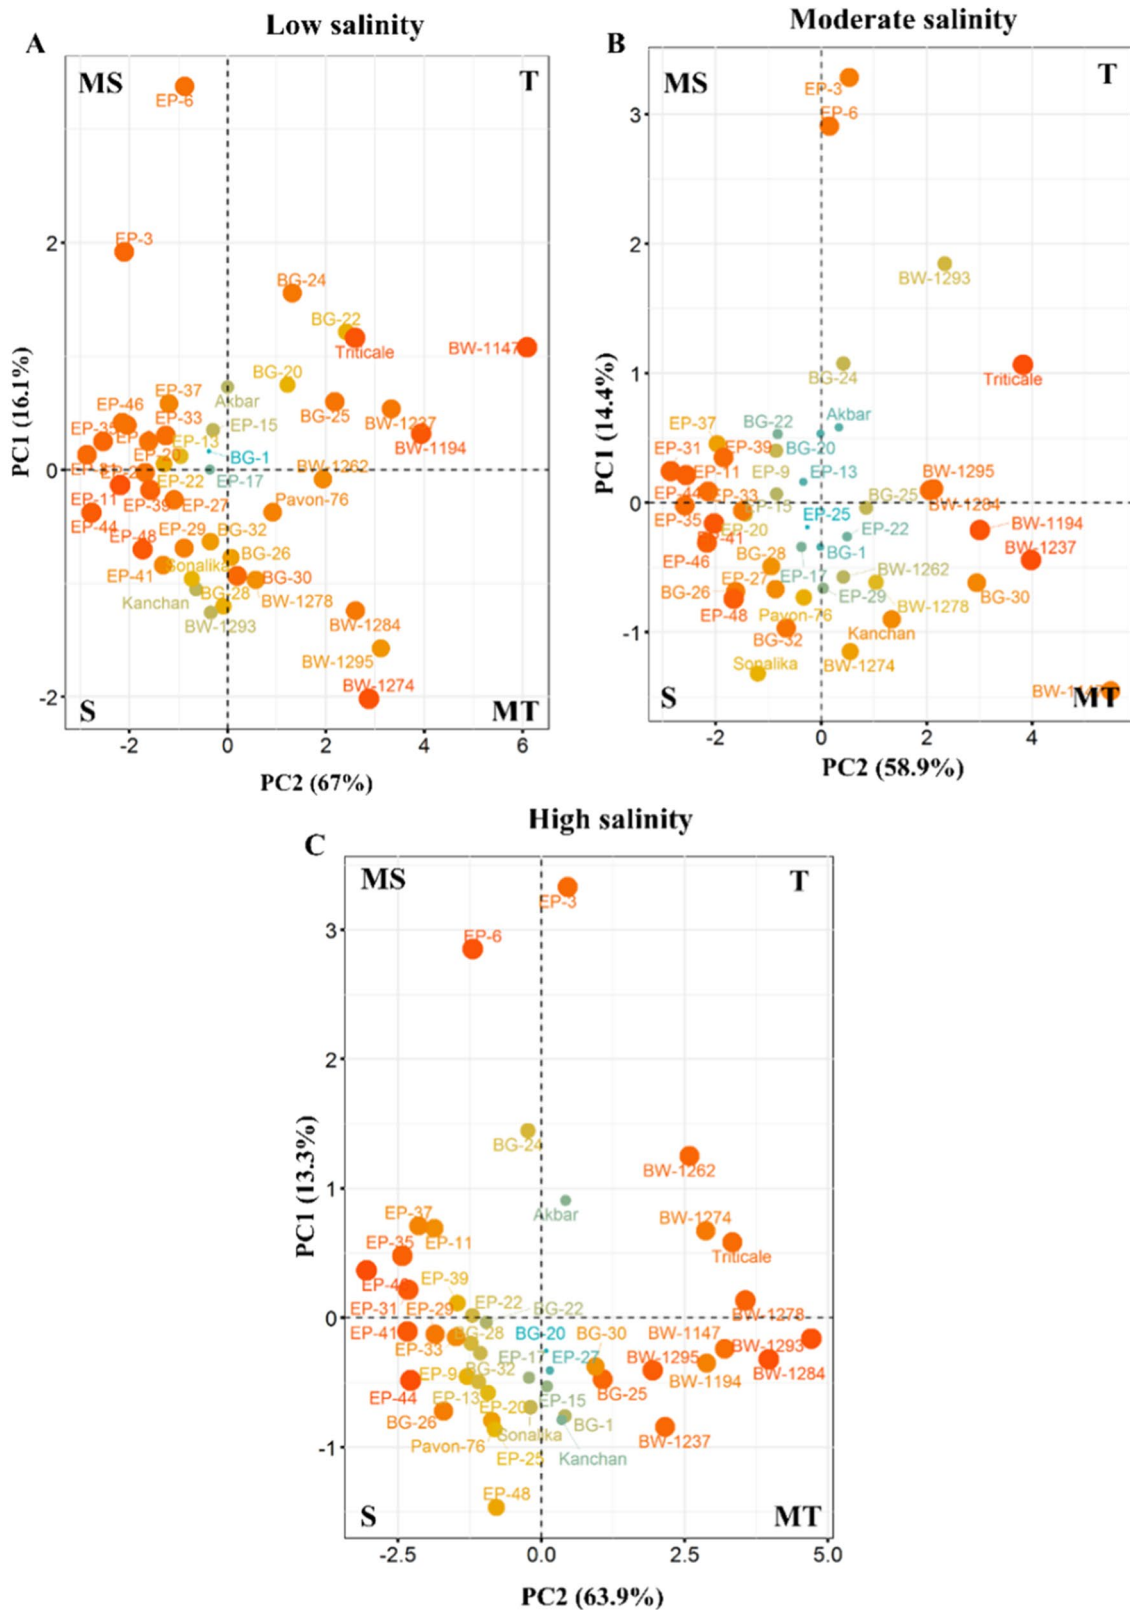 Low salinity
A
MS
T
EP-6
EP-3
BG-24
BG-22
Triticale
BW-1147
BG-20
EP-37
Akbar
EP-46
BG-25
BW-1237
EP-33
EP-15
BW-1194
EP-35
EP-13
EP-20
BG-1
BW-1262
EP-31
EP-22
EP-17
EP-11
EP-39
EP-27
Pavon-76
EP-44
EP-48
EP-29
BG-32
BG-26
EP-41
Sonalika
BG-30
BG-28
BW-1278
Kanchan
BW-1293
BW-1284
BW-1295
BW-1274
S
MT
2
0
-2
-2
0
2
4
6
PC1 (16.1%)
PC2 (67%)
Moderate salinity
B
MS
T
EP-3
EP-6
BW-1293
BG-24
Triticale
Akbar
BG-22
EP-37
BG-20
EP-31
EP-39
EP-11
EP-9
EP-13
BW-1295
EP-44
EP-33
EP-15
BG-25
BW-1284
EP-35
EP-25
BW-1194
EP-20
EP-22
EP-41
BW-1237
EP-46
BG-28
BG-1
BW-1262
EP-27
EP-17
BG-26
EP-29
BW-1278
BG-30
EP-48
Pavon-76
Kanchan
BG-32
BW-1274
Sonalika
S
MT
3
2
1
0
-1
-2
0
2
4
PC1 (14.4%)
PC2 (58.9%)
High salinity
C
MS
T
EP-3
EP-6
BG-24
BW-1262
Akbar
EP-37
BW-1274
EP-35
EP-11
Triticale
EP-39
EP-31
EP-29
EP-22
BG-22
BW-1278
EP-41
BG-28
BG-20
BG-30
BW-1147
BW-1293
EP-33
EP-17
EP-27
BW-1295
EP-9
BG-32
BW-1194
BW-1284
EP-44
EP-13
EP-15
BG-25
EP-20
BG-26
BG-1
Sonalika
BW-1237
Pavon-76
EP-25
Kanchan
EP-48
S
MT
3
2
1
0
-1
-2.5
0.0
2.5
5.0
PC1 (13.3%)
PC2 (63.9%)